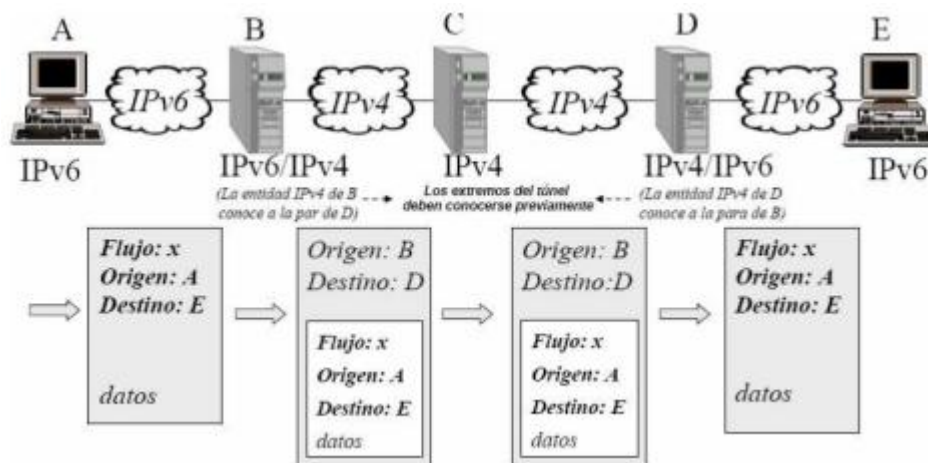 A
B
C
D
E
IPv6
IPv4
IPv4
IPv6
IPv6
IPv6/IPv4
IPv4
IPv4/IPv6
IPv6
(La entidad IPv4 de B
conoce a la par de D)
Los extremos del túnel
deben conocerse previamente
(La entidad IPv4 de D
conoce a la para de B)
Flujo: x
Origen: A
Destino: E
datos
Origen: B
Destino: D
Flujo: x
Origen: A
Destino: E
datos
Origen: B
Destino:D
Flujo: x
Origen: A
Destino: E
datos
Flujo: x
Origen: A
Destino: E
datos